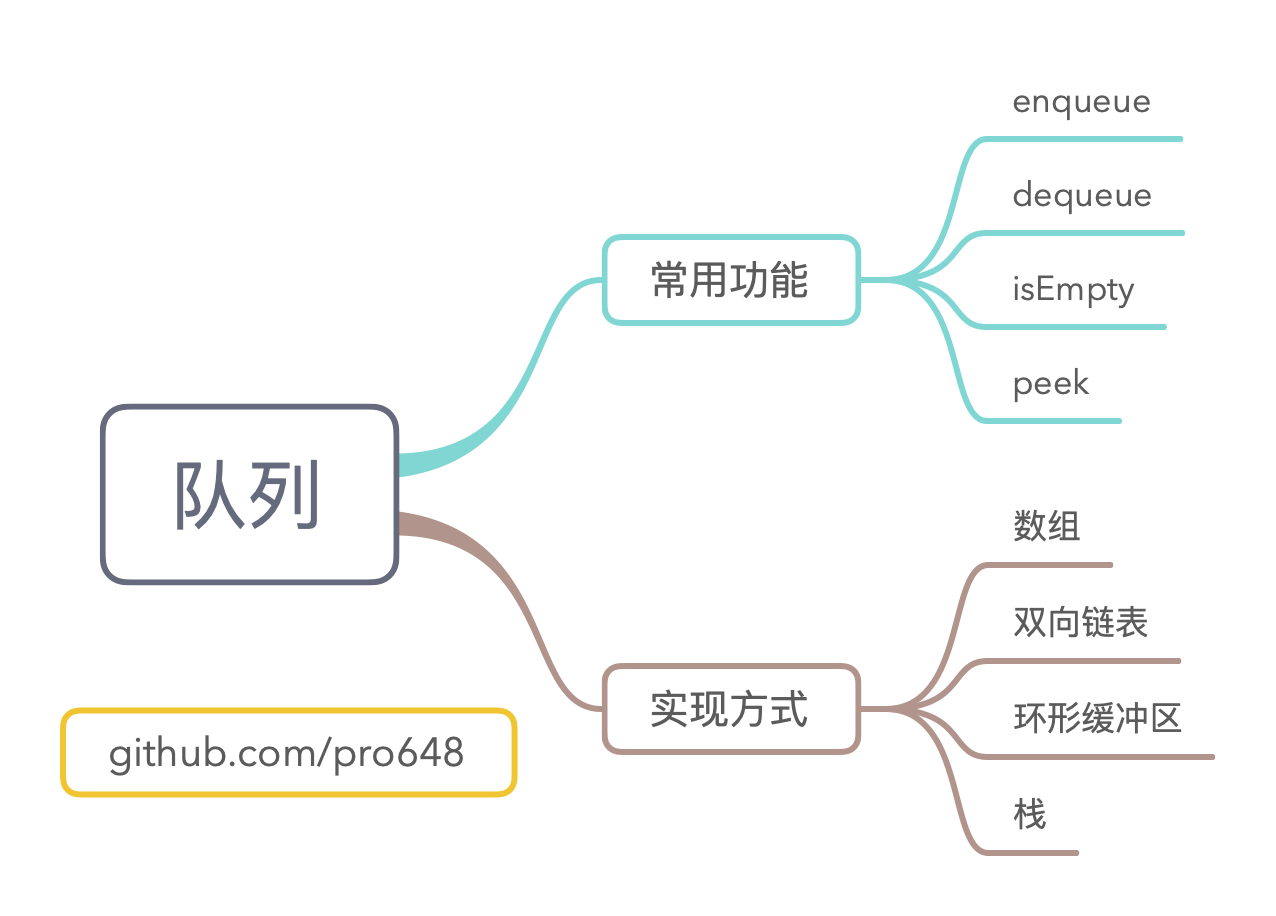 队列
常用功能
enqueue
dequeue
isEmpty
peek
实现方式
数组
双向链表
环形缓冲区
栈
github.com/pro648